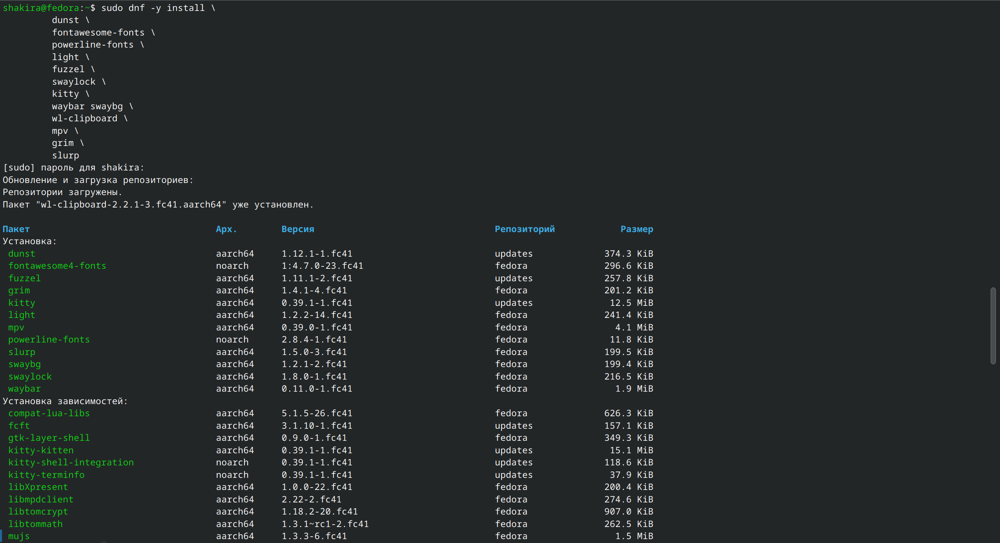 shakira@fedora:~$ sudo dnf -y install \
dunst \
fontawesome-fonts \
powerline-fonts \
light \
fuzzel \
swaylock \
kitty \
waybar swaybg \
wl-clipboard \
mpv \
grim \
slurp
[sudo] пароль для shakira:
Обновление и загрузка репозиториев:
Репозитории загружены.
Пакет "wl-clipboard-2.2.1-3.fc41.aarch64" уже установлен.
Пакет Арх. Версия Репозиторий Размер
Установка:
dunst aarch64 1.12.1-1.fc41 updates 374.3 KiB
fontawesome4-fonts noarch 1:4.7.0-23.fc41 fedora 296.6 KiB
fuzzel aarch64 1.11.1-2.fc41 updates 257.8 KiB
grim aarch64 1.4.1-4.fc41 fedora 201.2 KiB
kitty aarch64 0.39.1-1.fc41 updates 12.5 MiB
light aarch64 1.2.2-14.fc41 fedora 241.4 KiB
mpv aarch64 0.39.0-1.fc41 fedora 4.1 MiB
powerline-fonts noarch 2.8.4-1.fc41 fedora 11.8 KiB
slurp aarch64 1.5.0-3.fc41 fedora 199.5 KiB
swaybg aarch64 1.2.1-2.fc41 fedora 199.4 KiB
swaylock aarch64 1.8.0-1.fc41 fedora 216.5 KiB
waybar aarch64 0.11.0-1.fc41 fedora 1.9 MiB
Установка зависимостей:
compat-lua-libs aarch64 5.1.5-26.fc41 fedora 626.3 KiB
fcft aarch64 3.1.10-1.fc41 updates 157.1 KiB
gtk-layer-shell aarch64 0.9.0-1.fc41 fedora 349.3 KiB
kitty-kitten aarch64 0.39.1-1.fc41 updates 15.1 MiB
kitty-shell-integration noarch 0.39.1-1.fc41 updates 118.6 KiB
kitty-terminfo noarch 0.39.1-1.fc41 updates 37.9 KiB
libXpresent aarch64 1.0.0-22.fc41 fedora 200.4 KiB
libmpdclient aarch64 2.22-2.fc41 fedora 274.6 KiB
libtomcrypt aarch64 1.18.2-20.fc41 fedora 907.0 KiB
libtommath aarch64 1.3.1~rc1-2.fc41 fedora 262.5 KiB
mujs aarch64 1.3.3-6.fc41 fedora 1.5 MiB